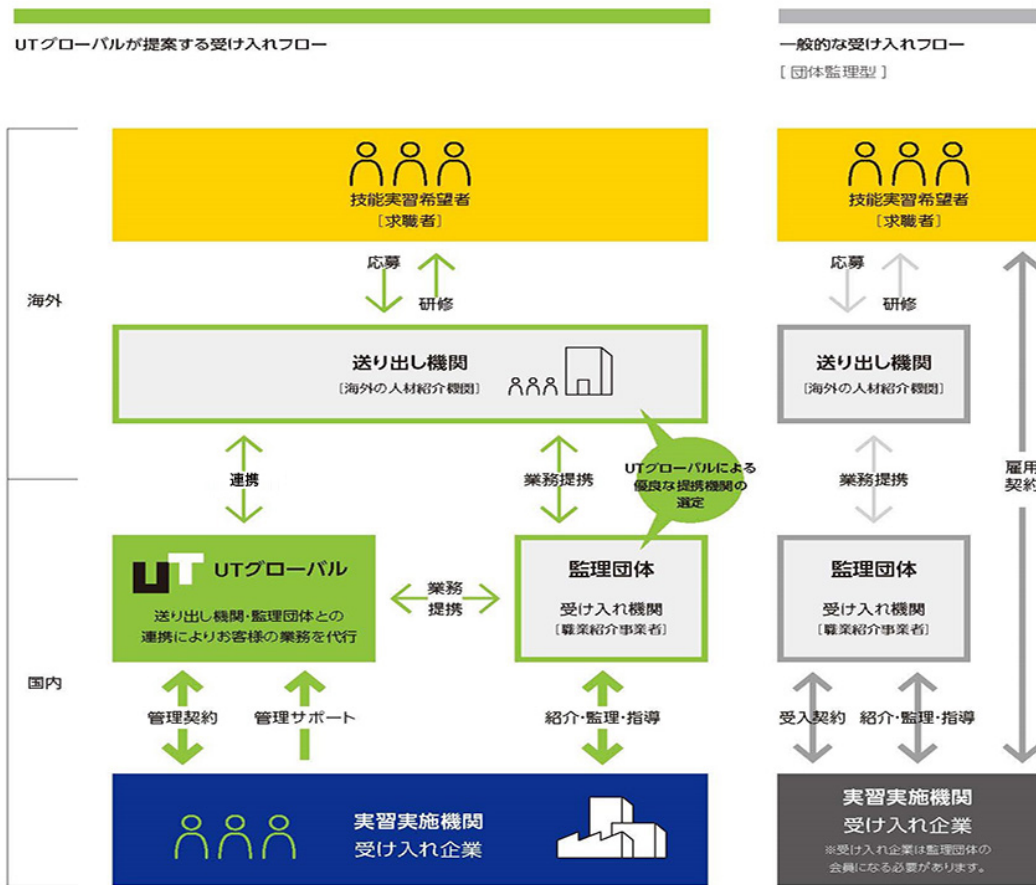 UTグローバルが提案する受け入れフロー
一般的な受け入れフロー
[ 団体監理型 ]
海外
技能実習希望者
[求職者]
応募
研修
送り出し機関
[海外の人材紹介機関]
連携
業務提携
UTグローバルによる
優良な提携機関の
選定
国内
UT UTグローバル
送り出し機関・監理団体との
連携によりお客様の業務を代行
業務
提携
監理団体
受け入れ機関
[職業紹介事業者]
管理契約
管理サポート
紹介・監理・指導
実習実施機関
受け入れ企業
技能実習希望者
[求職者]
応募
研修
送り出し機関
[海外の人材紹介機関]
業務提携
雇用
契約
監理団体
受け入れ機関
[職業紹介事業者]
受入契約
紹介・監理・指導
実習実施機関
受け入れ企業
※受け入れ企業は監理団体の
会員になる必要があります。